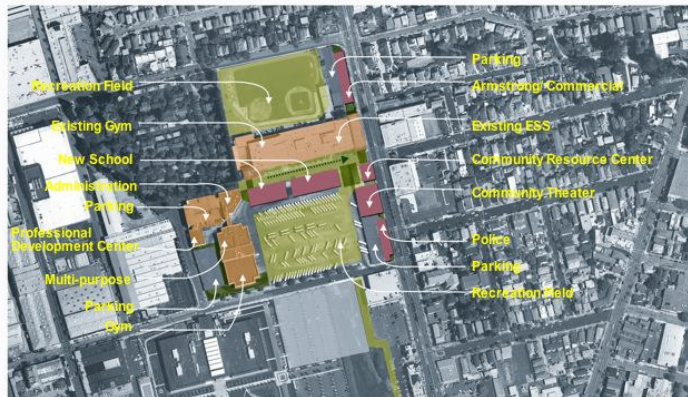 Recreation Field
Existing Gym
New School
Administration
Parking
Professional
Development Center
Multi-purpose
Parking
Gym
Parking
Armstrong/ Commercial
Existing ESS
Community Resource Center
Community Theater
Police
Parking
Recreation Field